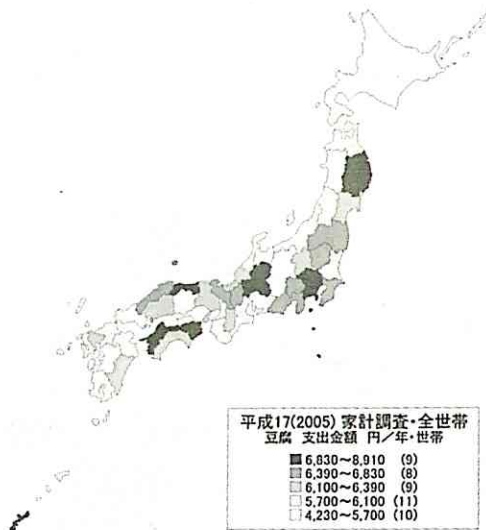 平成17(2005) 家計調査・全世帯
豆腐 支出金額 円/年・世帯
6,830～8,910 (9)
6,390～6,830 (8)
6,100～6,390 (9)
5,700～6,100 (11)
4,230～5,700 (10)